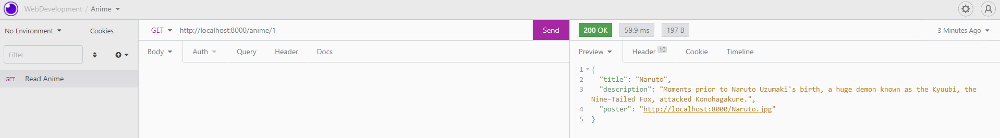 WebDevelopment / Anime
No Environment
Cookies
GET http://localhost:8000/anime/1
Send
200 OK
59.9 ms
197 B
3 Minutes Ago
Filter
Body
Auth
Query
Header
Docs
Preview
Header 10
Cookie
Timeline
GET Read Anime
1 {
2 "title": "Naruto",
3 "description": "Moments prior to Naruto Uzumaki's birth, a huge demon known as the Kyuubi, the
Nine-Tailed Fox, attacked Konohagakure.",
4 "poster": "http://localhost:8000/Naruto.jpg"
5 }